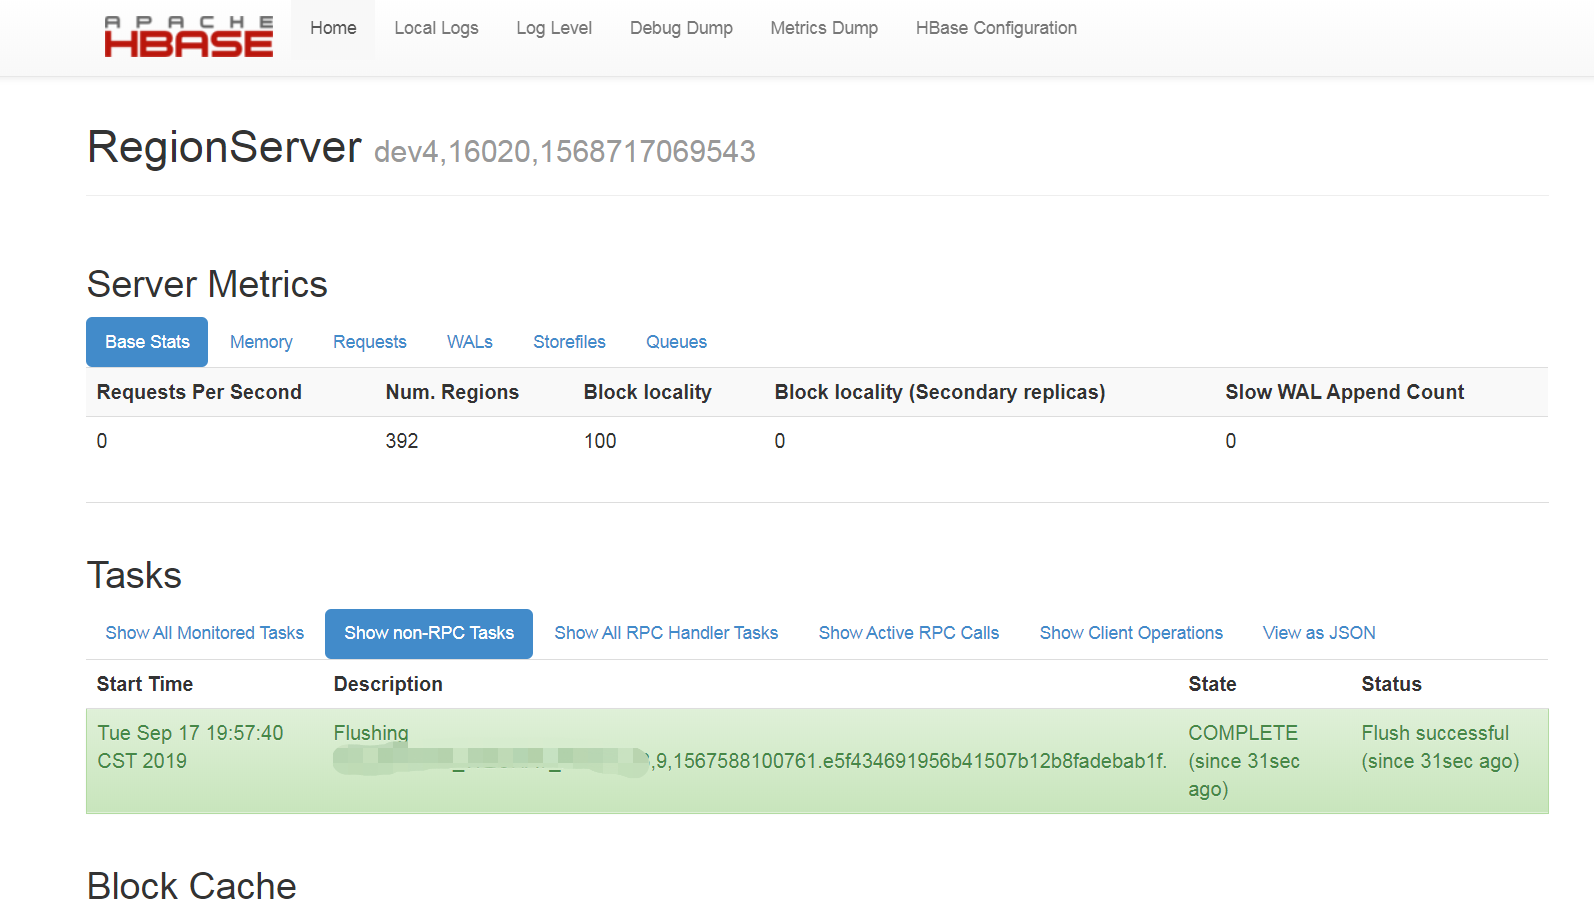 APACHE
HBASE
Home Local Logs Log Level Debug Dump Metrics Dump HBase Configuration
RegionServer dev4,16020,1568717069543
Server Metrics
Base Stats Memory Requests WALs Storefiles Queues
Requests Per Second Num. Regions Block locality Block locality (Secondary replicas) Slow WAL Append Count
0 392 100 0 0
Tasks
Show All Monitored Tasks Show non-RPC Tasks Show All RPC Handler Tasks Show Active RPC Calls Show Client Operations View as JSON
Start Time Description State Status
Tue Sep 17 19:57:40 Flushing COMPLETE Flush successful
CST 2019 ,9,1567588100761.e5f434691956b41507b12b8fadebab1f. (since 31sec (since 31sec ago)
ago)
Block Cache